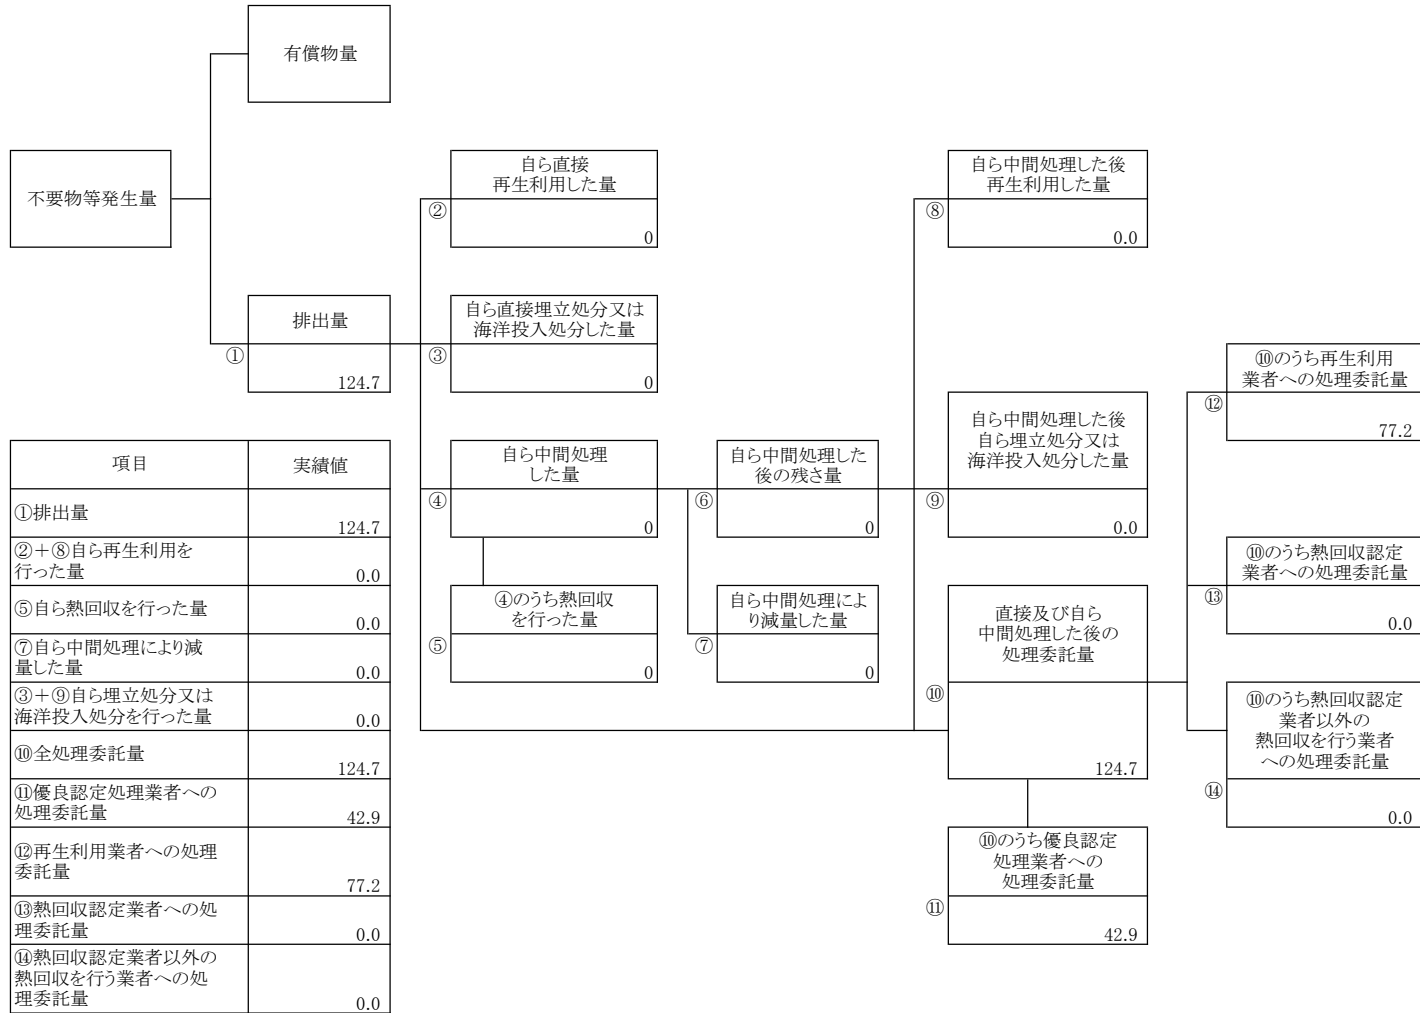 有償物量
不要物等発生量
自ら直接
再生利用した量
②
0
自ら中間処理した後
再生利用した量
⑧
0.0
排出量
①
124.7
自ら直接埋立処分又は
海洋投入処分した量
③
0
⑩のうち再生利用
業者への処理委託量
⑫
77.2
自ら中間処理
した量
④
0
自ら中間処理した
後の残さ量
⑥
0
自ら中間処理した後
自ら埋立処分又は
海洋投入処分した量
⑨
0.0
⑩のうち熱回収認定
業者への処理委託量
⑬
0.0
④のうち熱回収
を行った量
⑤
0
自ら中間処理によ
り減量した量
⑦
0
直接及び自ら
中間処理した後の
処理委託量
⑩
124.7
⑩のうち熱回収認定
業者以外の
熱回収を行う業者
への処理委託量
⑭
0.0
⑩のうち優良認定
処理業者への
処理委託量
⑪
42.9
項目 実績値
①排出量
124.7
②+⑧自ら再生利用を
行った量 0.0
⑤自ら熱回収を行った量
0.0
⑦自ら中間処理により減
量した量 0.0
③+⑨自ら埋立処分又は
海洋投入処分を行った量 0.0
⑩全処理委託量
124.7
⑪優良認定処理業者への
処理委託量 42.9
⑫再生利用業者への処理
委託量
77.2
⑬熱回収認定業者への処
理委託量 0.0
⑭熱回収認定業者以外の
熱回収を行う業者への処
理委託量 0.0